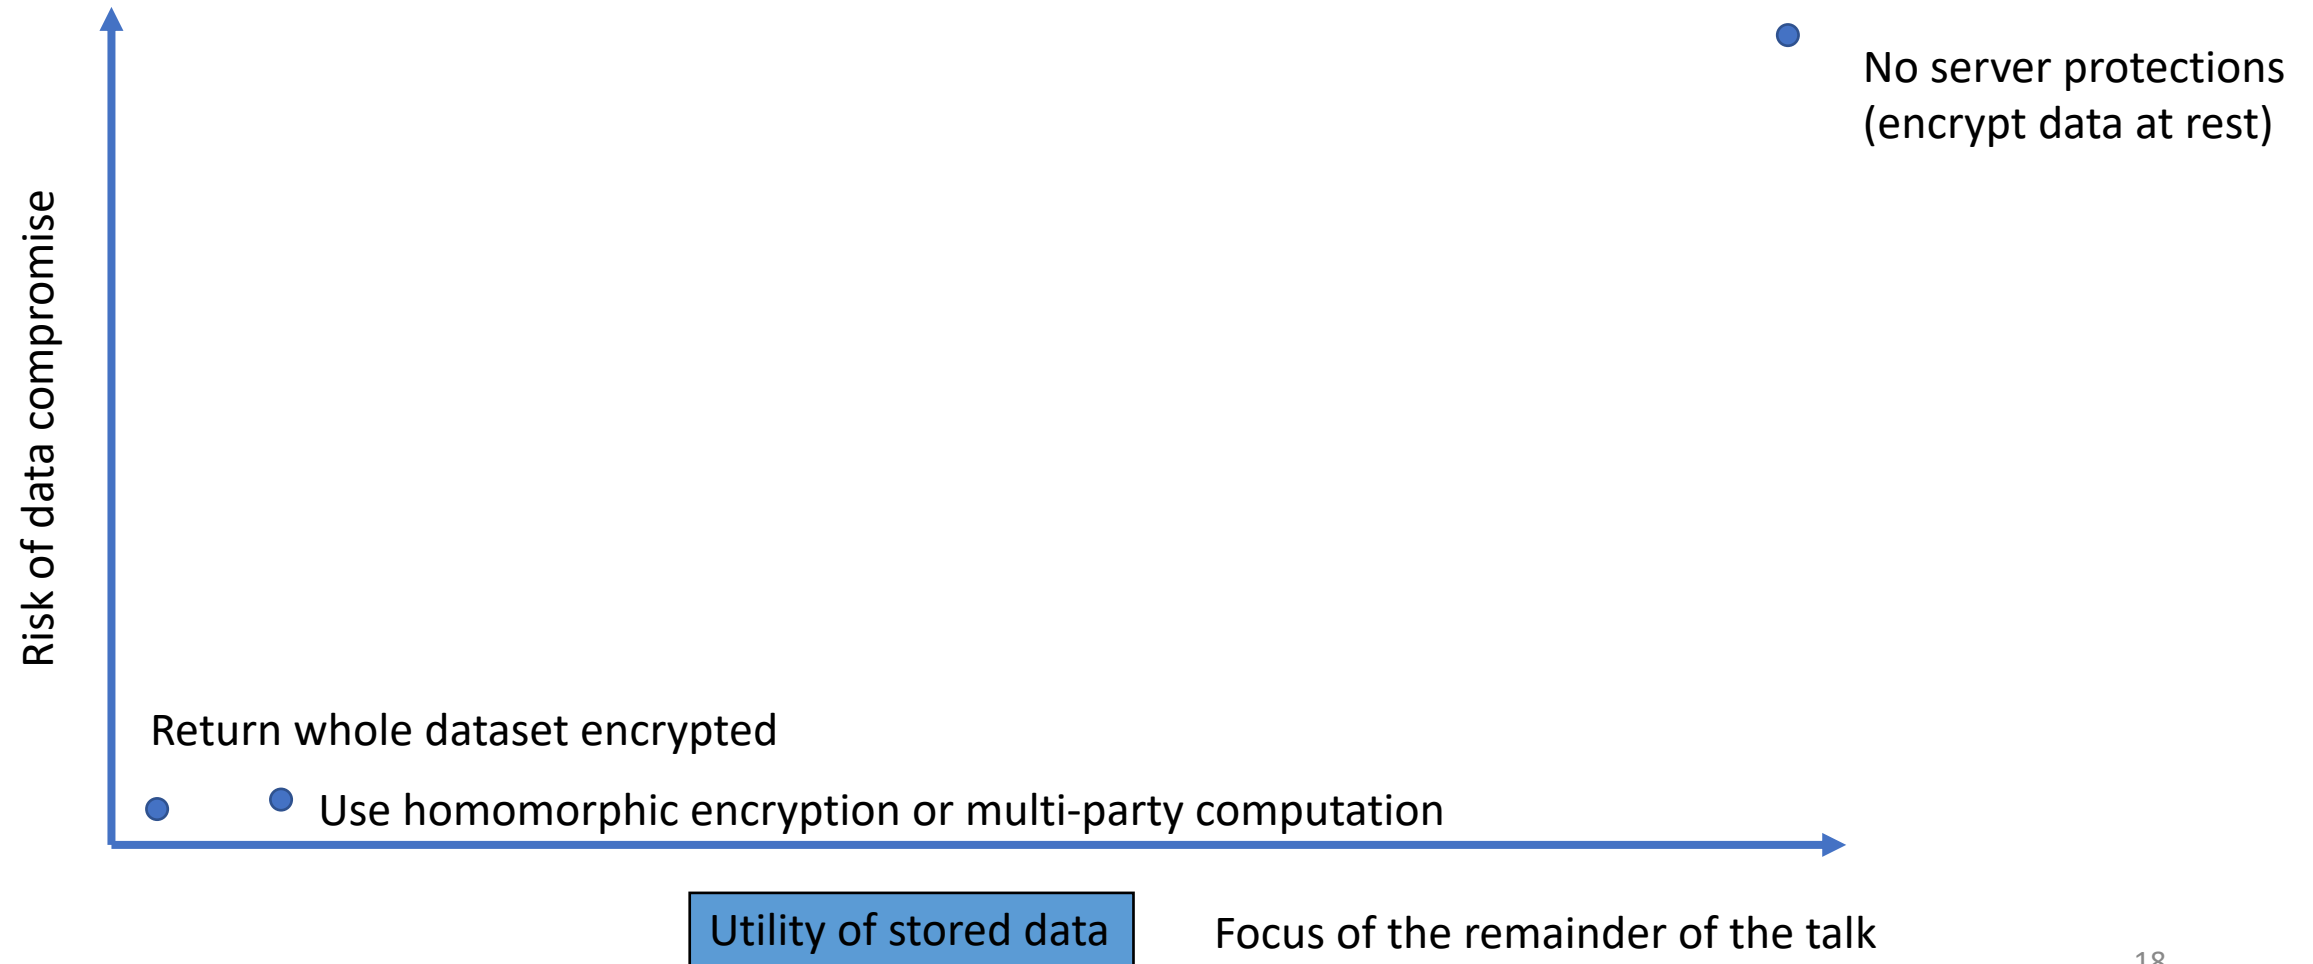 No server protections
(encrypt data at rest)
Risk of data compromise
Return whole dataset encrypted
Use homomorphic encryption or multi-party computation
Utility of stored data
Focus of the remainder of the talk
18